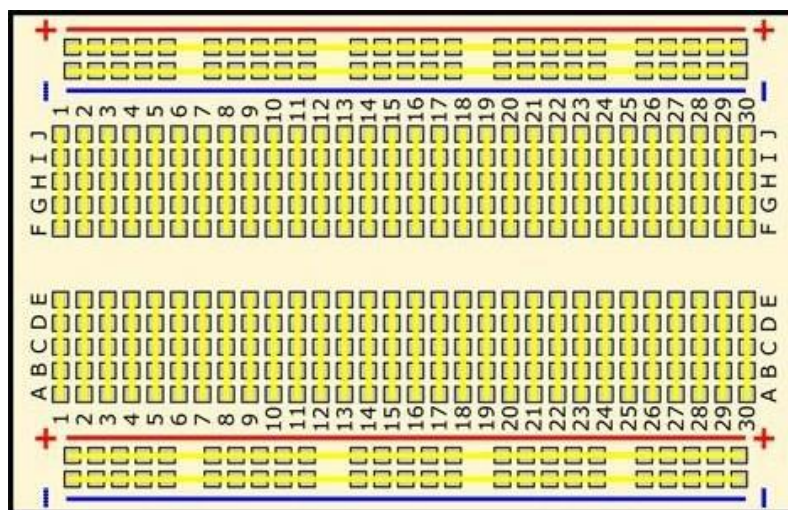 + +
- -
1 2 3 4 5 6 7 8 9 10 11 12 13 14 15 16 17 18 19 20 21 22 23 24 25 26 27 28 29 30
J J
I I
H H
G G
F F
E E
D D
C C
B B
A A
1 2 3 4 5 6 7 8 9 10 11 12 13 14 15 16 17 18 19 20 21 22 23 24 25 26 27 28 29 30
+ +
- -